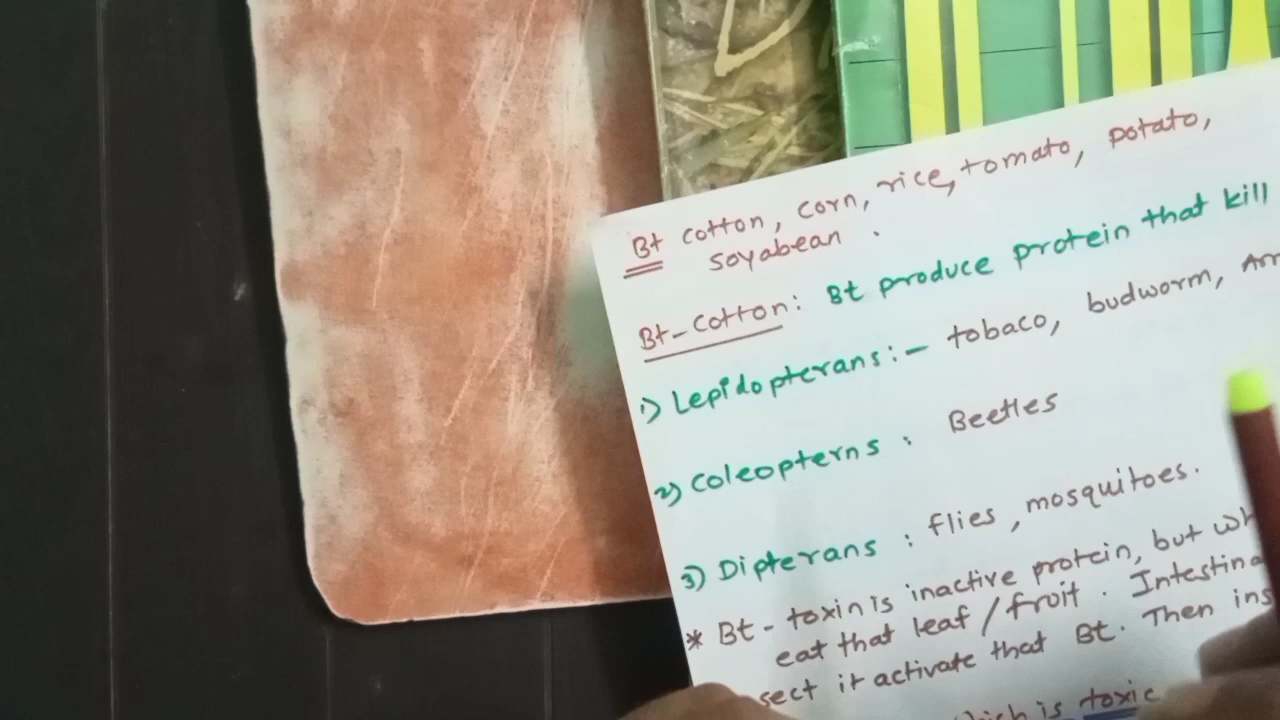 Bt cotton, corn, rice, tomato, potato,
soyabean .
Bt-Cotton: Bt produce protein that kill
1) Lepidopterans:- tobaco, budworm,
2) Coleopterns : Beetles
3) Dipterans : flies, mosquitoes.
* Bt-toxin is inactive protein, but
eat that leaf/fruit. 
sect it activate that Bt. Then
is toxic